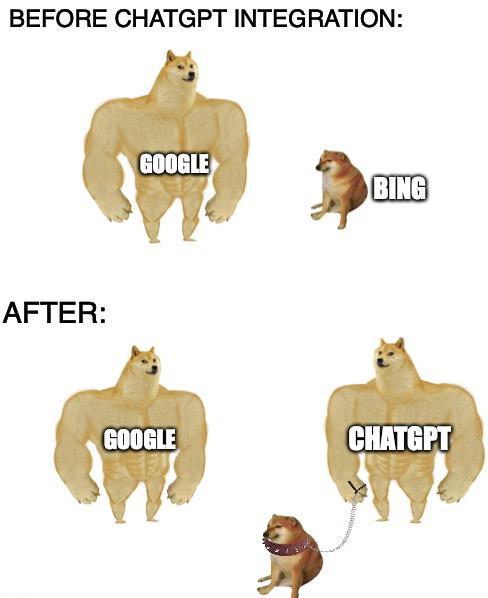 BEFORE CHATGPT INTEGRATION:
GOOGLE
BING
AFTER:
GOOGLE
CHATGPT